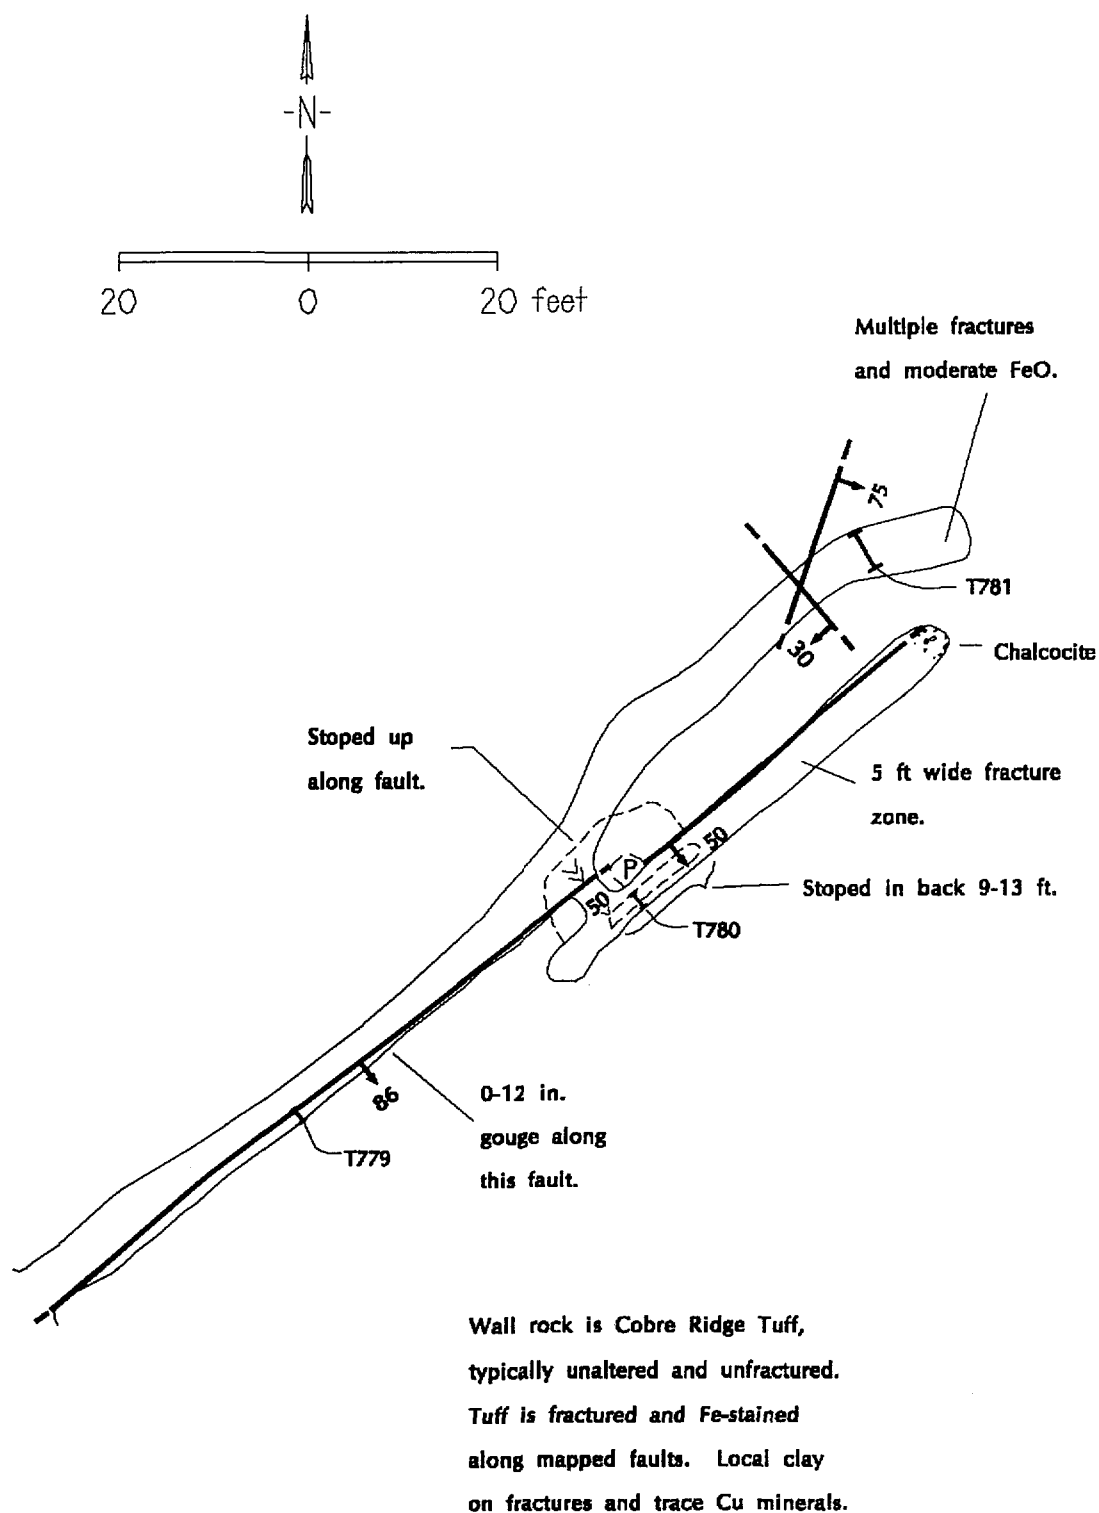 -N-
20 0 20 feet
Multiple fractures
and moderate FeO.
75
T781
30
Chalcocite
Stoped up
along fault.
5 ft wide fracture
zone.
50
P
50
Stoped in back 9-13 ft.
T780
86
0-12 in.
gouge along
this fault.
T779
Wall rock is Cobre Ridge Tuff,
typically unaltered and unfractured.
Tuff is fractured and Fe-stained
along mapped faults. Local clay
on fractures and trace Cu minerals.